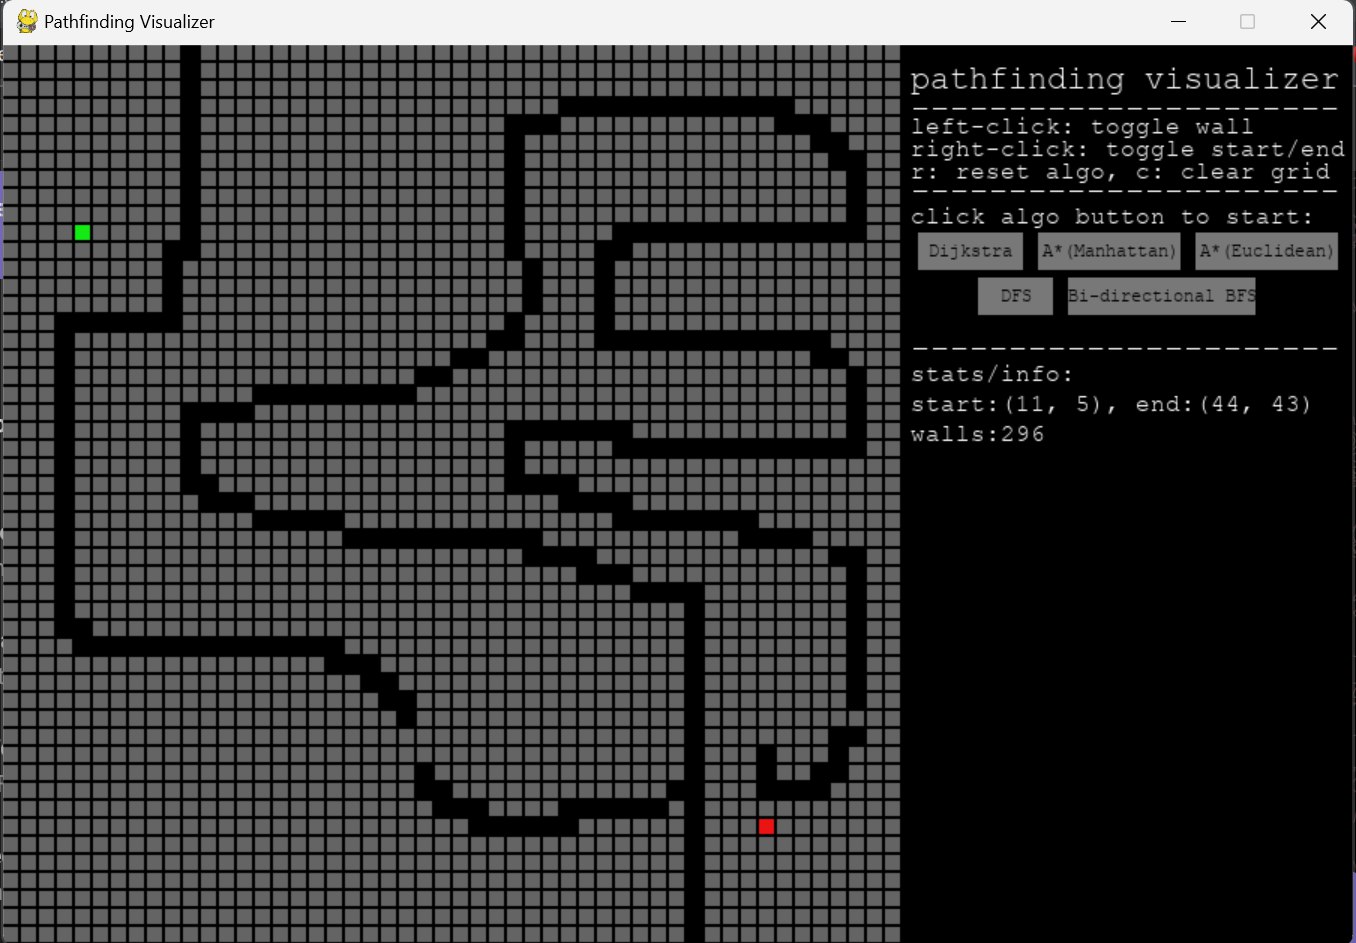 Pathfinding Visualizer
pathfinding visualizer
----------------------
left-click: toggle wall
right-click: toggle start/end
r: reset algo, c: clear grid
----------------------
click algo button to start:
Dijkstra A*(Manhattan) A*(Euclidean)
DFS Bi-directional BFS
----------------------
stats/info:
start:(11, 5), end:(44, 43)
walls:296